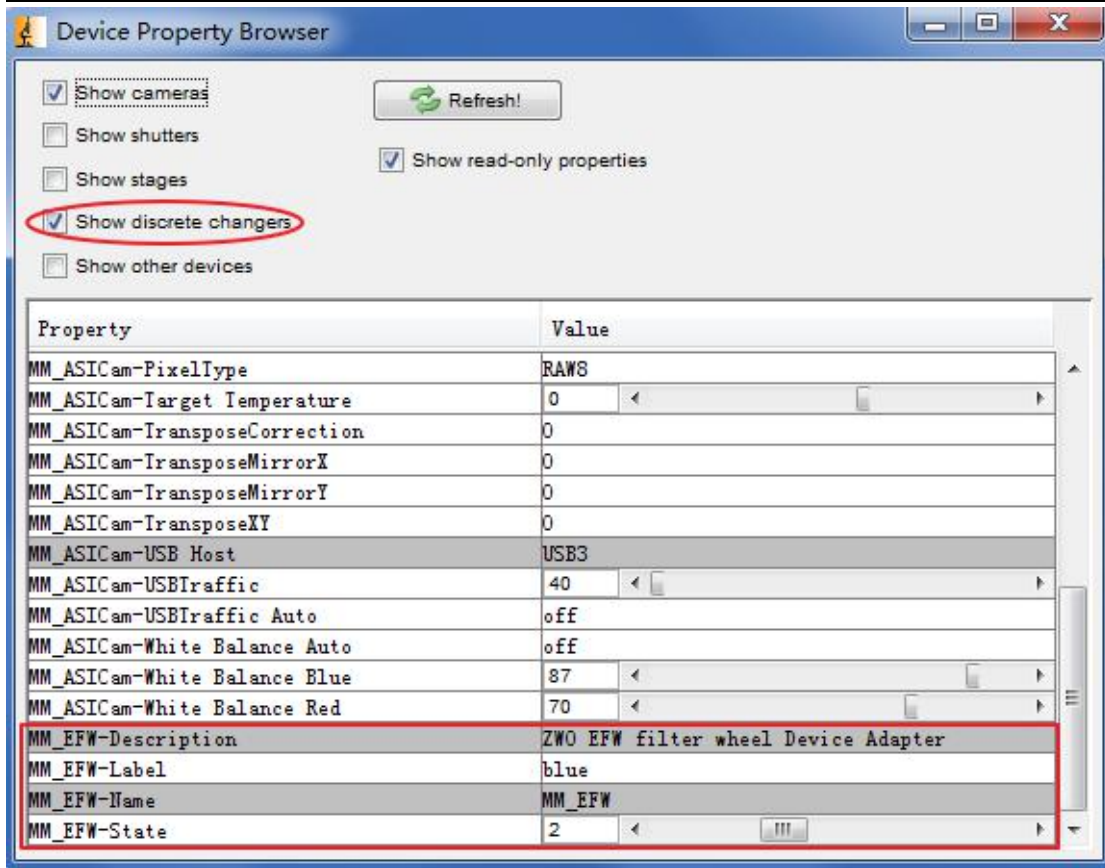 Device Property Browser
Show cameras
Refresh!
Show shutters
Show read-only properties
Show stages
Show discrete changers
Show other devices
Property Value
MM_ASICam-PixelType RAW8
MM_ASICam-Target Temperature 0
MM_ASICam-TransposeCorrection 0
MM_ASICam-TransposeMirrorX 0
MM_ASICam-TransposeMirrorY 0
MM_ASICam-TransposeXY 0
MM_ASICam-USB Host USB3
MM_ASICam-USBTraffic 40
MM_ASICam-USBTraffic Auto off
MM_ASICam-White Balance Auto off
MM_ASICam-White Balance Blue 87
MM_ASICam-White Balance Red 70
MM_EFW-Description ZWO EFW filter wheel Device Adapter
MM_EFW-Label blue
MM_EFW-Name MM_EFW
MM_EFW-State 2